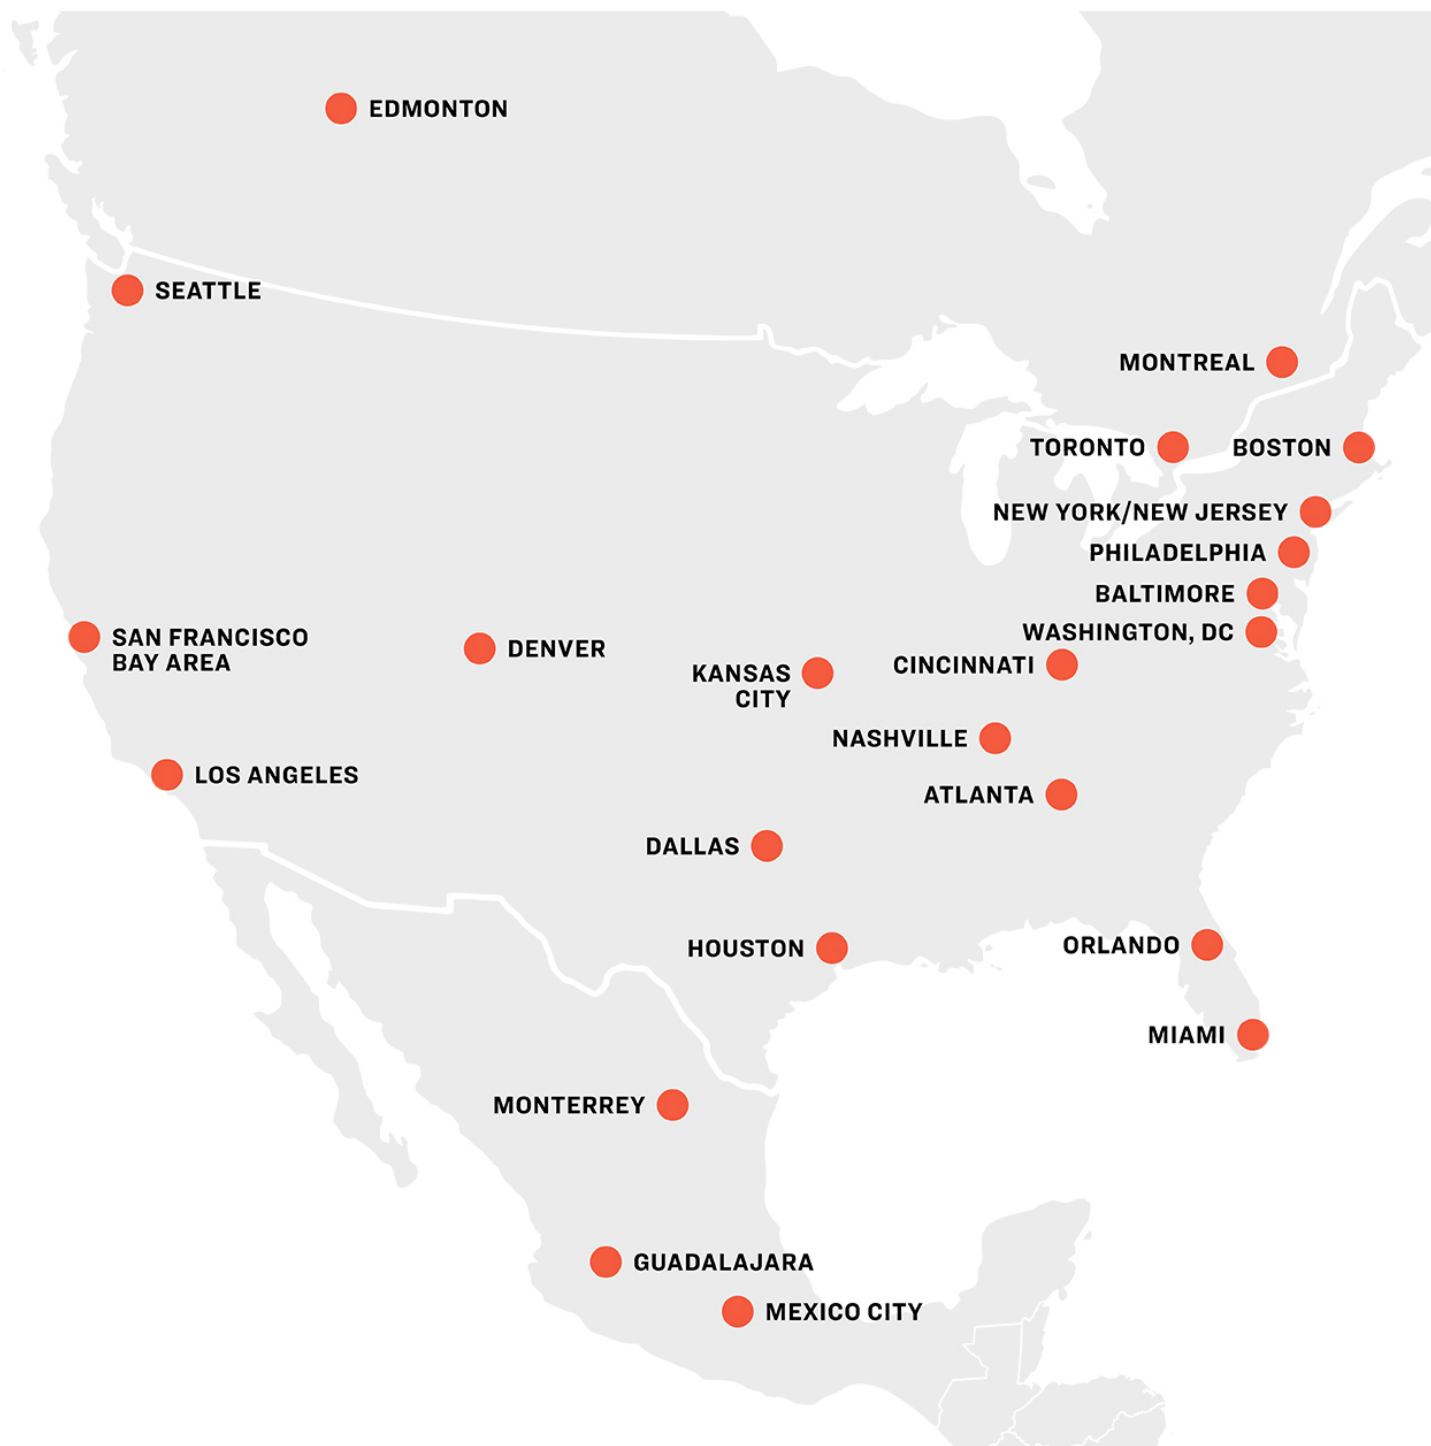 EDMONTON
SEATTLE
MONTREAL
TORONTO
BOSTON
NEW YORK/NEW JERSEY
PHILADELPHIA
BALTIMORE
WASHINGTON, DC
SAN FRANCISCO
BAY AREA
DENVER
KANSAS
CITY
CINCINNATI
NASHVILLE
LOS ANGELES
ATLANTA
DALLAS
HOUSTON
ORLANDO
MIAMI
MONTERREY
GUADALAJARA
MEXICO CITY